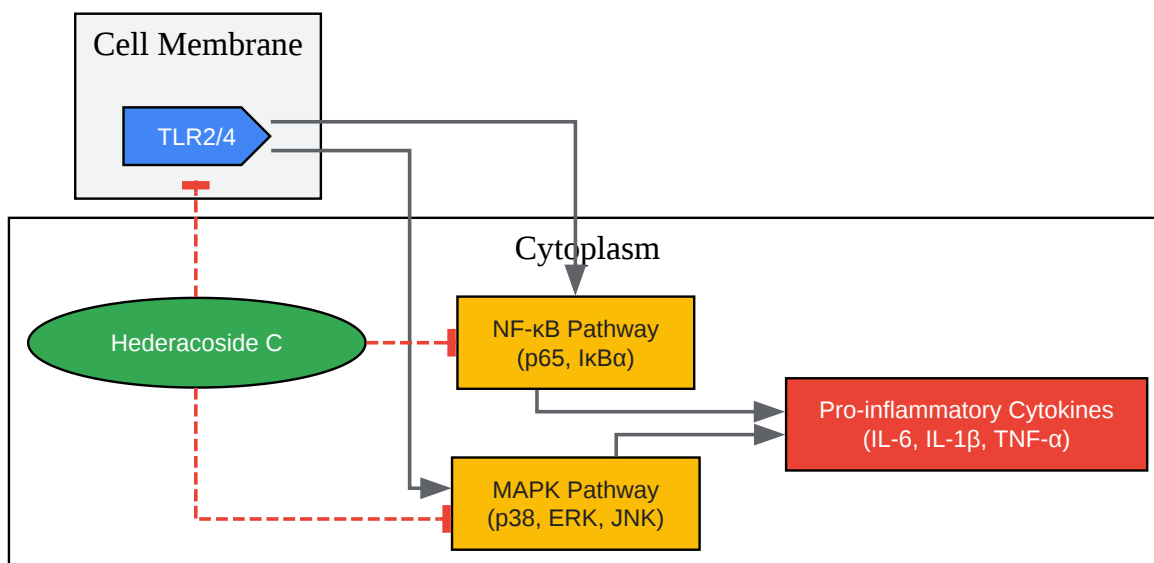 Cell Membrane
TLR2/4
Cytoplasm
Hederacoside C
NF-κB Pathway
(p65, IκBα)
Pro-inflammatory Cytokines
(IL-6, IL-1β, TNF-α)
MAPK Pathway
(p38, ERK, JNK)